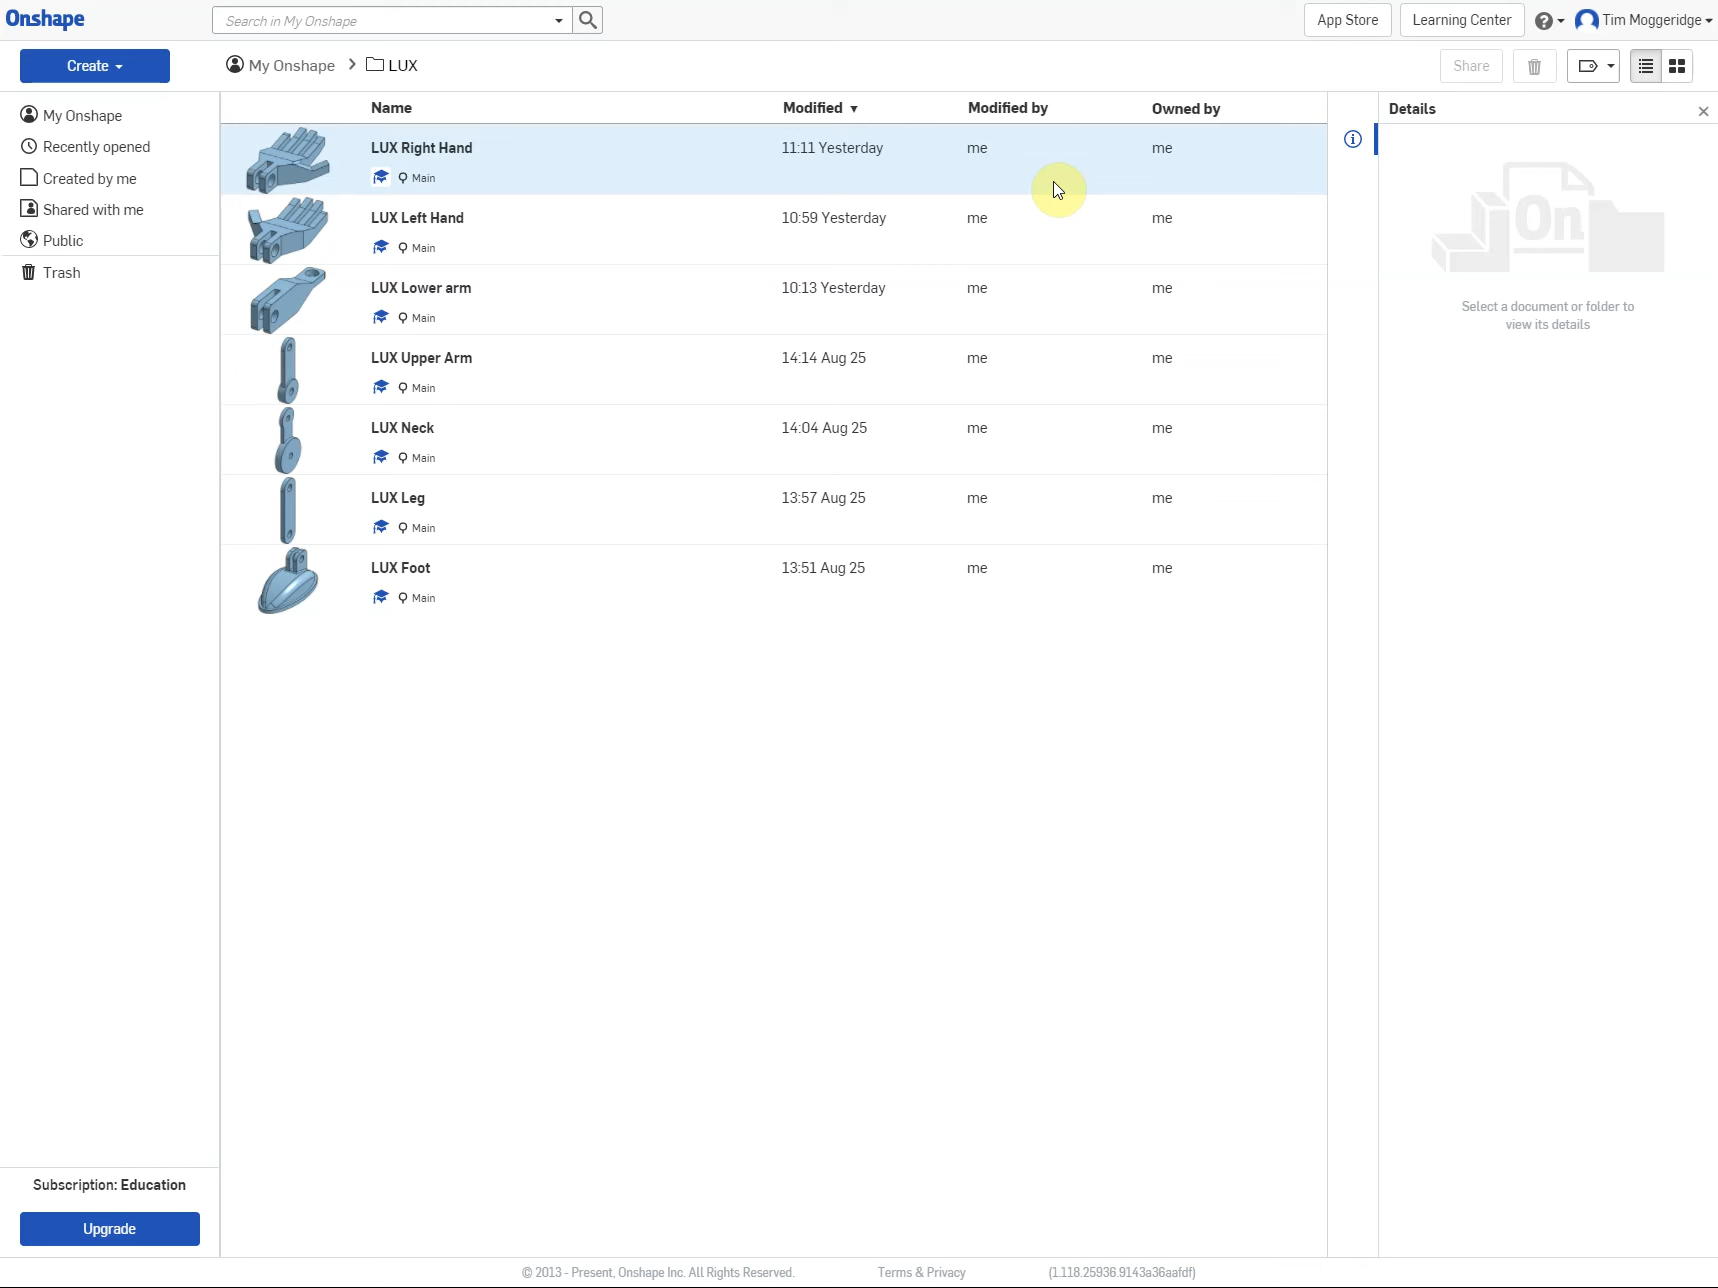 Onshape
Search in My Onshape
App Store
Learning Center
Tim Moggeridge
Create
My Onshape
LUX
Share
My Onshape
Recently opened
Created by me
Shared with me
Public
Trash
Name Modified Modified by Owned by
LUX Right Hand 11:11 Yesterday me me
Main
LUX Left Hand 10:59 Yesterday me me
Main
LUX Lower arm 10:13 Yesterday me me
Main
LUX Upper Arm 14:14 Aug 25 me me
Main
LUX Neck 14:04 Aug 25 me me
Main
LUX Leg 13:57 Aug 25 me me
Main
LUX Foot 13:51 Aug 25 me me
Main
Details
On
Select a document or folder to
view its details
Subscription: Education
Upgrade
© 2013 - Present, Onshape Inc. All Rights Reserved. Terms & Privacy (1.118.25936.9143a36aafdf)